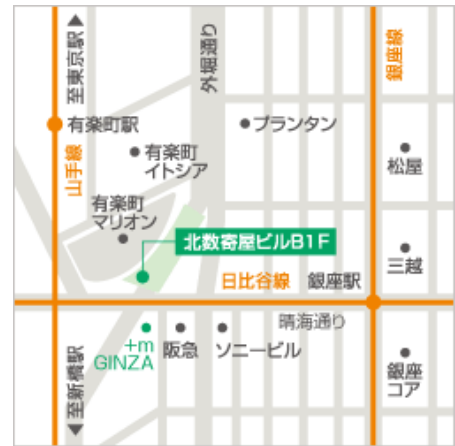 至東京駅▲
外堀通り
銀座線
有楽町駅
プランタン
山手線
有楽町
イトシア
松屋
有楽町
マリオン
北数寄屋ビルB1F
三越
日比谷線
銀座駅
晴海通り
+m
GINZA
阪急
ソニービル
銀座
コア
◀至新橋駅